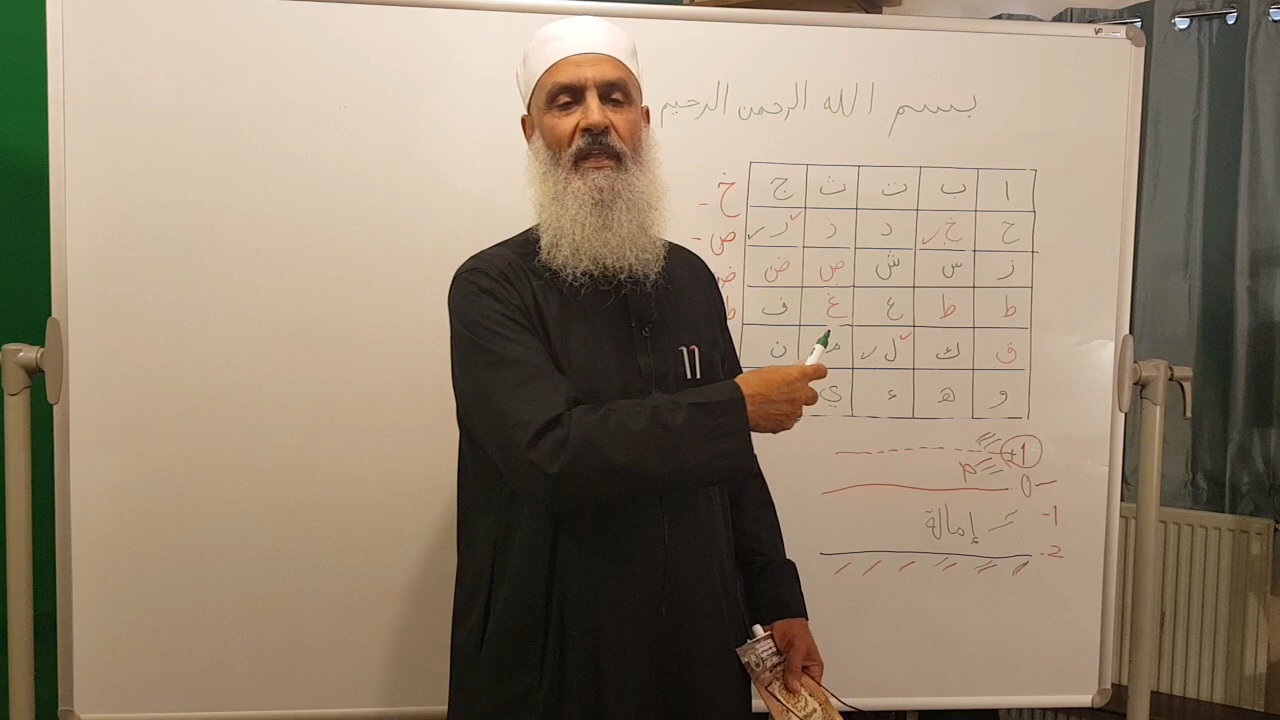 بسم الله الرحمن الرحيم
ا ب ت ث ج
ح خ د ذ ر
ز س ش ص ض
ط ظ ع غ ف
ق ك ل م ن
و ه ء ي
خ -
ص -
ض
ط
+1
م
0 -
-1
إمالة
-2